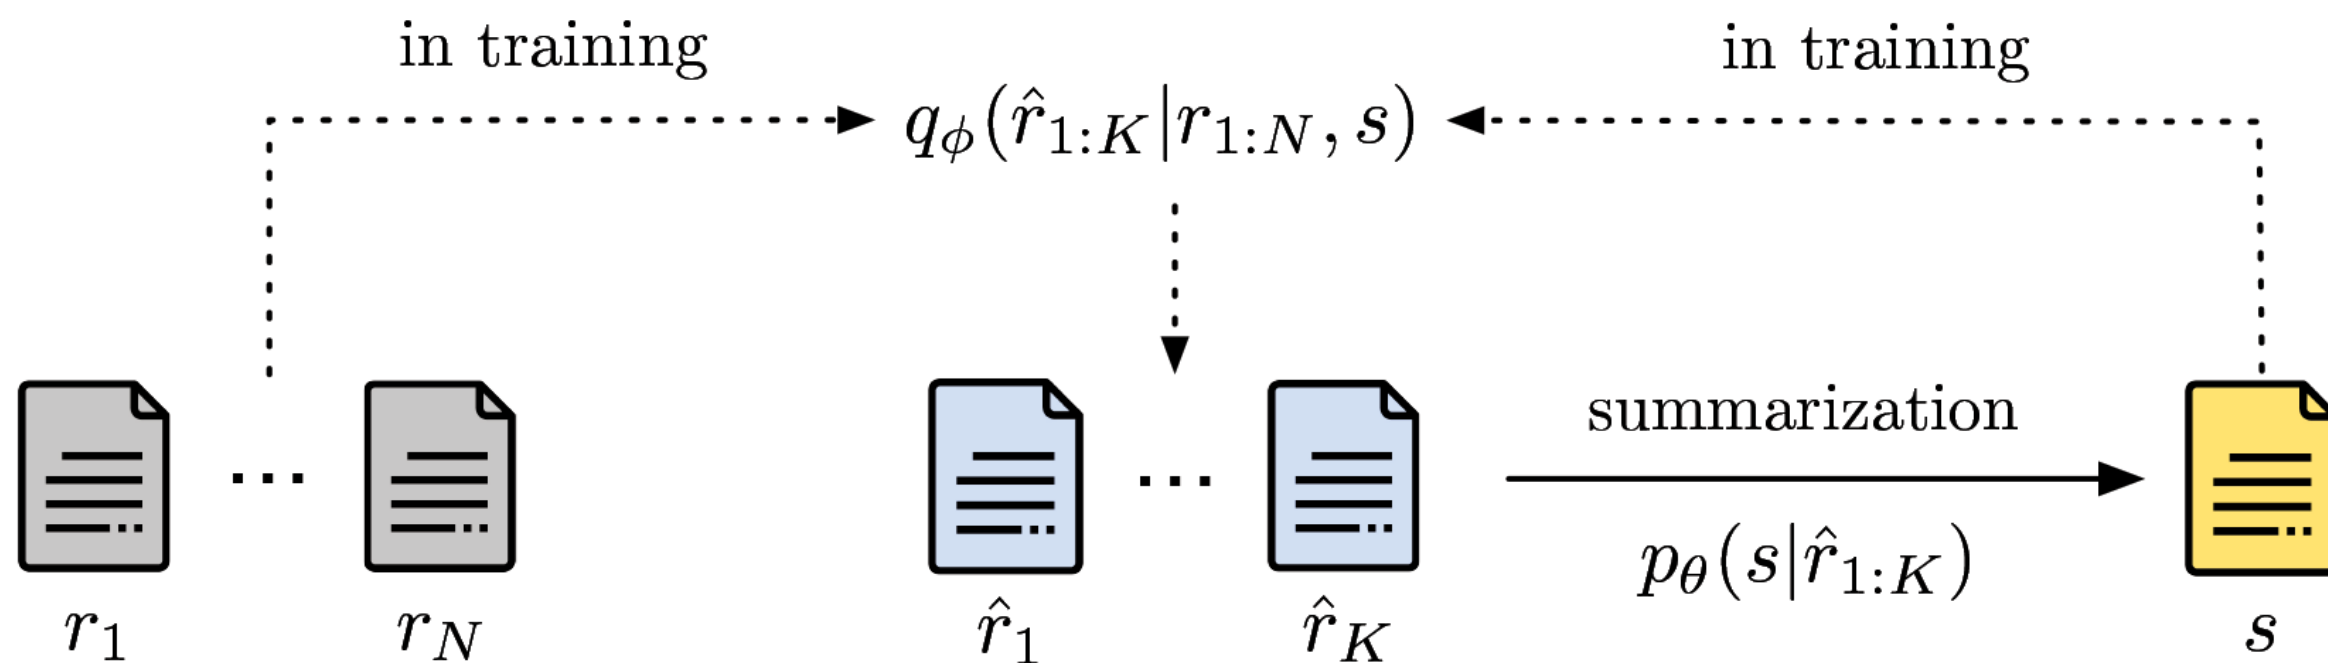 in training
in training
q_ϕ(r̂_{1:K}|r_{1:N}, s)
...
...
summarization
p_θ(s|r̂_{1:K})
r_1
r_N
r̂_1
r̂_K
s